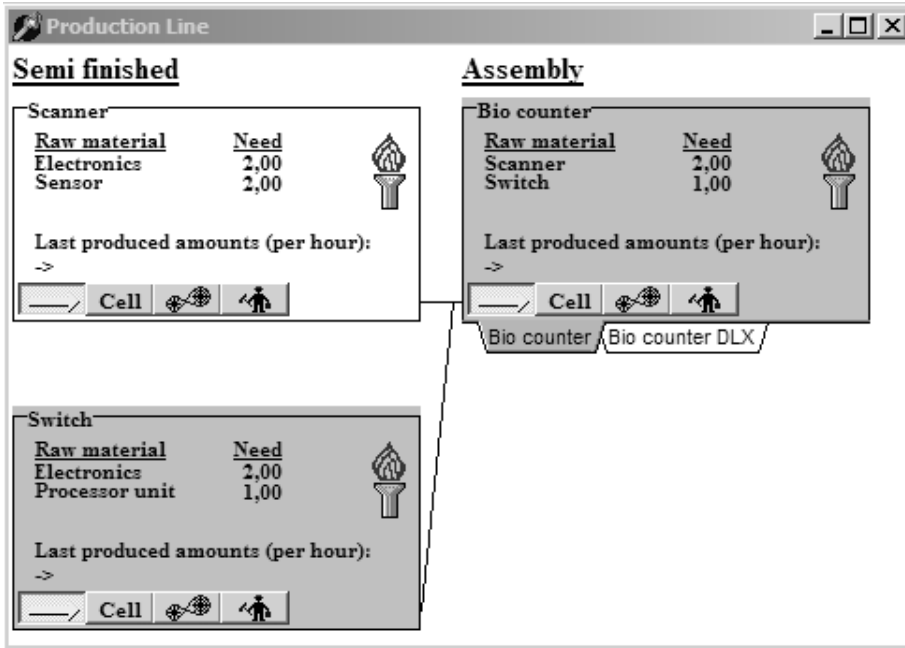 Production Line
Semi finished
Scanner
Raw material Need
Electronics 2,00
Sensor 2,00
Last produced amounts (per hour):
->
Cell
Switch
Raw material Need
Electronics 2,00
Processor unit 1,00
Last produced amounts (per hour):
->
Cell
Assembly
Bio counter
Raw material Need
Scanner 2,00
Switch 1,00
Last produced amounts (per hour):
->
Cell
Bio counter Bio counter DLX